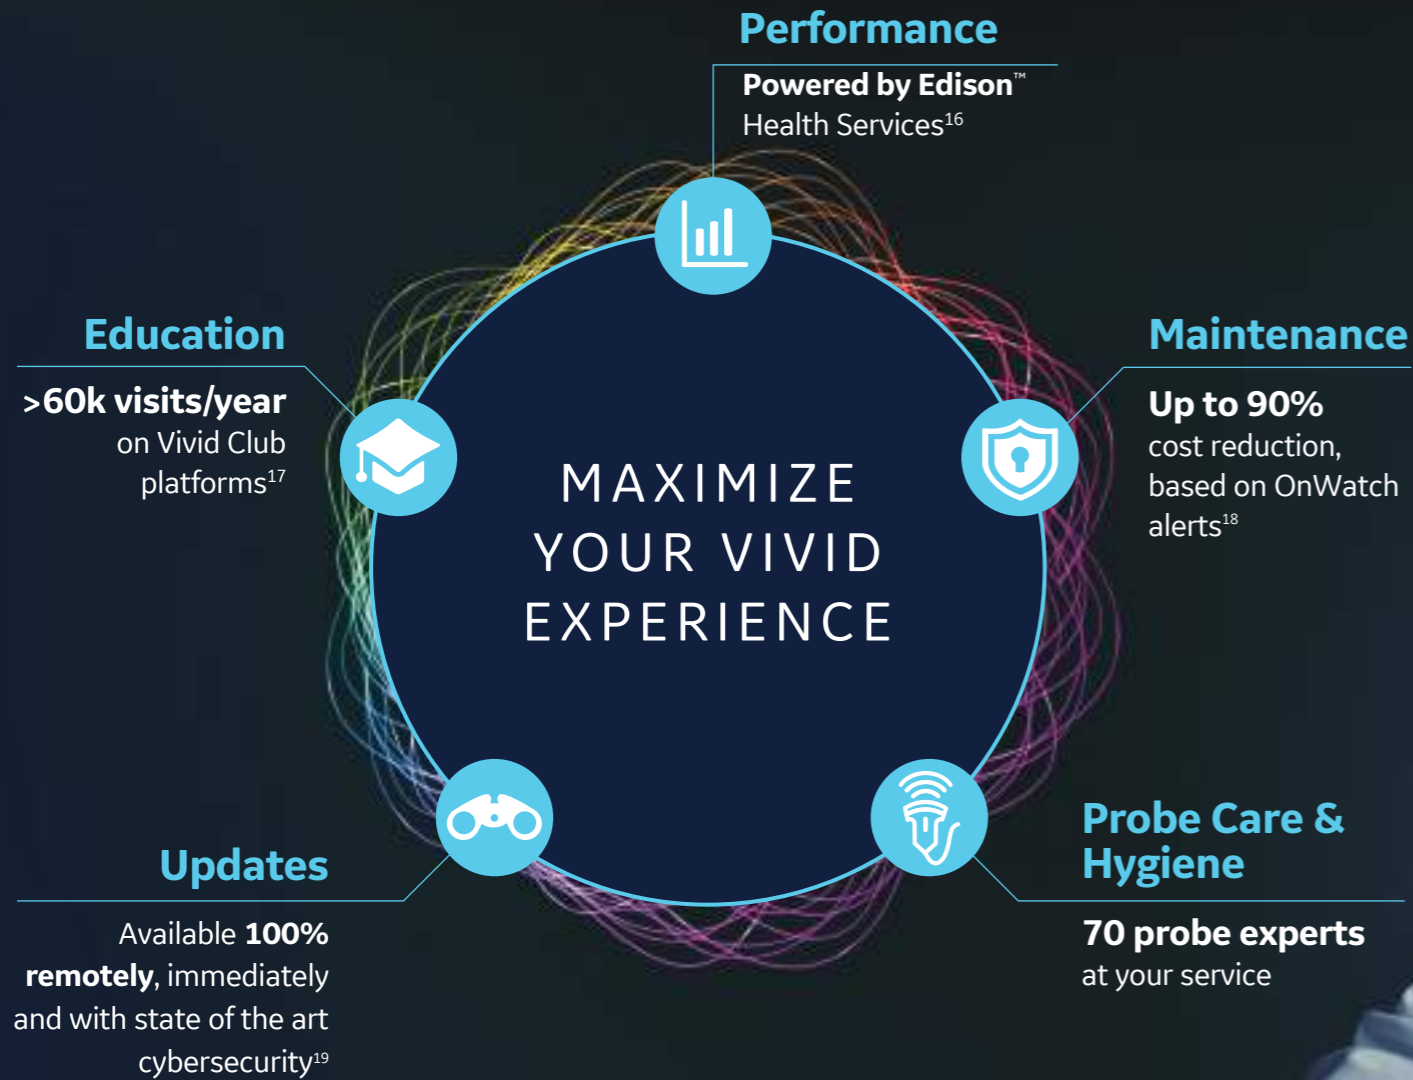 Performance
Powered by Edison™
Health Services¹⁶
Education
>60k visits/year
on Vivid Club
platforms¹⁷
Maintenance
Up to 90%
cost reduction,
based on OnWatch
alerts¹⁸
MAXIMIZE
YOUR VIVID
EXPERIENCE
Updates
Available 100%
remotely, immediately
and with state of the art
cybersecurity¹⁹
Probe Care &
Hygiene
70 probe experts
at your service